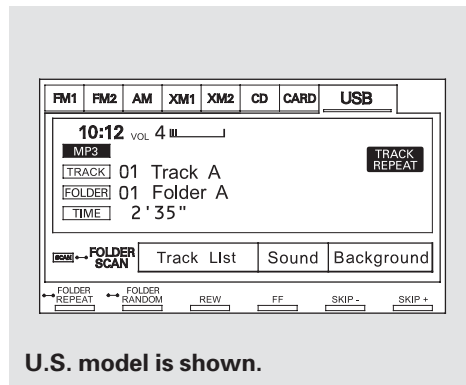 FM1 FM2 AM XM1 XM2 CD CARD USB
10:12 VOL 4
MP3
TRACK REPEAT
TRACK 01 Track A
FOLDER 01 Folder A
TIME 2'35"
SCAN FOLDER SCAN Track LIst Sound Background
FOLDER REPEAT FOLDER RANDOM REW FF SKIP - SKIP +
U.S. model is shown.